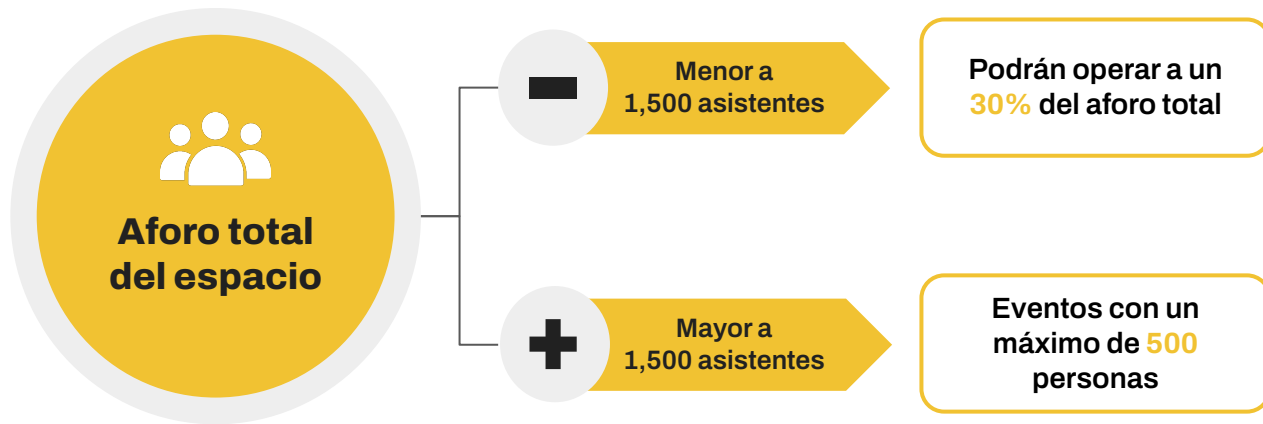 Aforo total
del espacio
Menor a
1,500 asistentes
Podrán operar a un
30% del aforo total
Mayor a
1,500 asistentes
Eventos con un
máximo de 500
personas